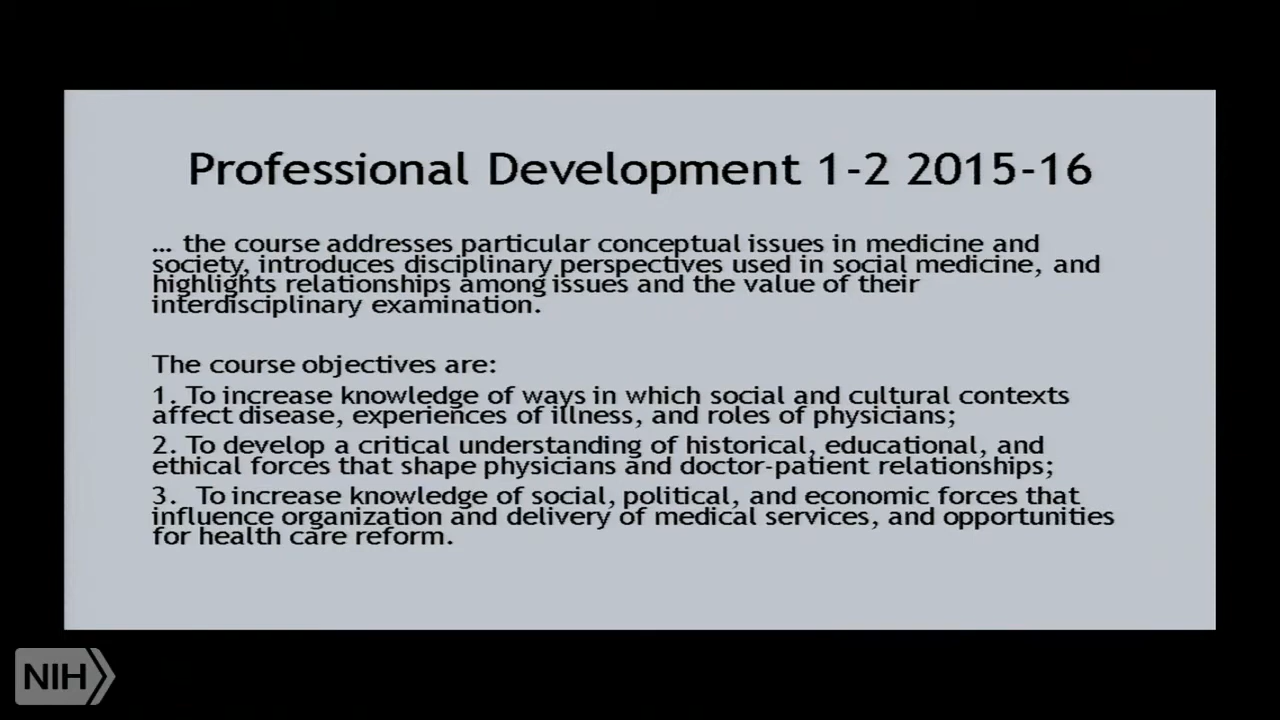 Professional Development 1-2 2015-16
... the course addresses particular conceptual issues in medicine and
society, introduces disciplinary perspectives used in social medicine, and
highlights relationships among issues and the value of their
interdisciplinary examination.
The course objectives are:
1. To increase knowledge of ways in which social and cultural contexts
affect disease, experiences of illness, and roles of physicians;
2. To develop a critical understanding of historical, educational, and
ethical forces that shape physicians and doctor-patient relationships;
3. To increase knowledge of social, political, and economic forces that
influence organization and delivery of medical services, and opportunities
for health care reform.
NIH